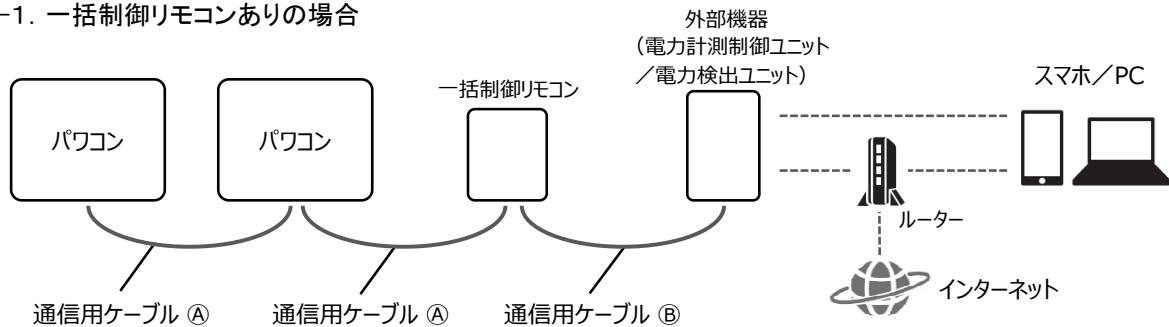 -1. 一括制御リモコンありの場合
外部機器
(電力計測制御ユニット
/電力検出ユニット)
スマホ/PC
一括制御リモコン
パワコン
パワコン
ルーター
インターネット
通信用ケーブル Ⓐ
通信用ケーブル Ⓐ
通信用ケーブル Ⓑ